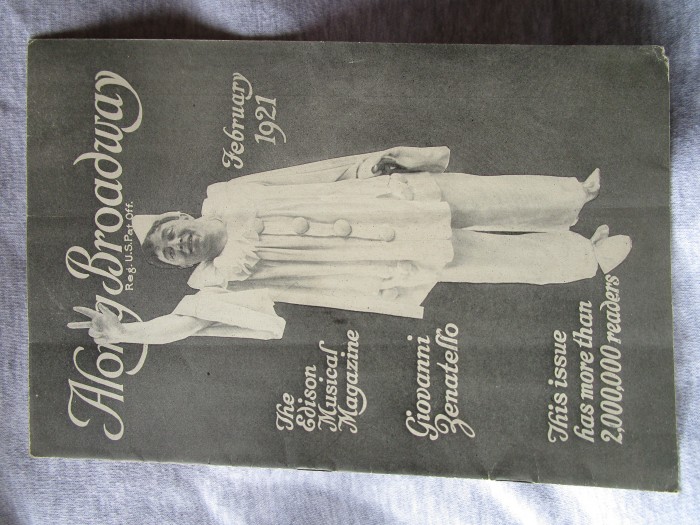 Along Broadway
Reg. U.S. Pat. Off.
February
1921
The
Edison
Musical
Magazine
Giovanni
Zenatello
This issue
has more than
2,000,000 readers